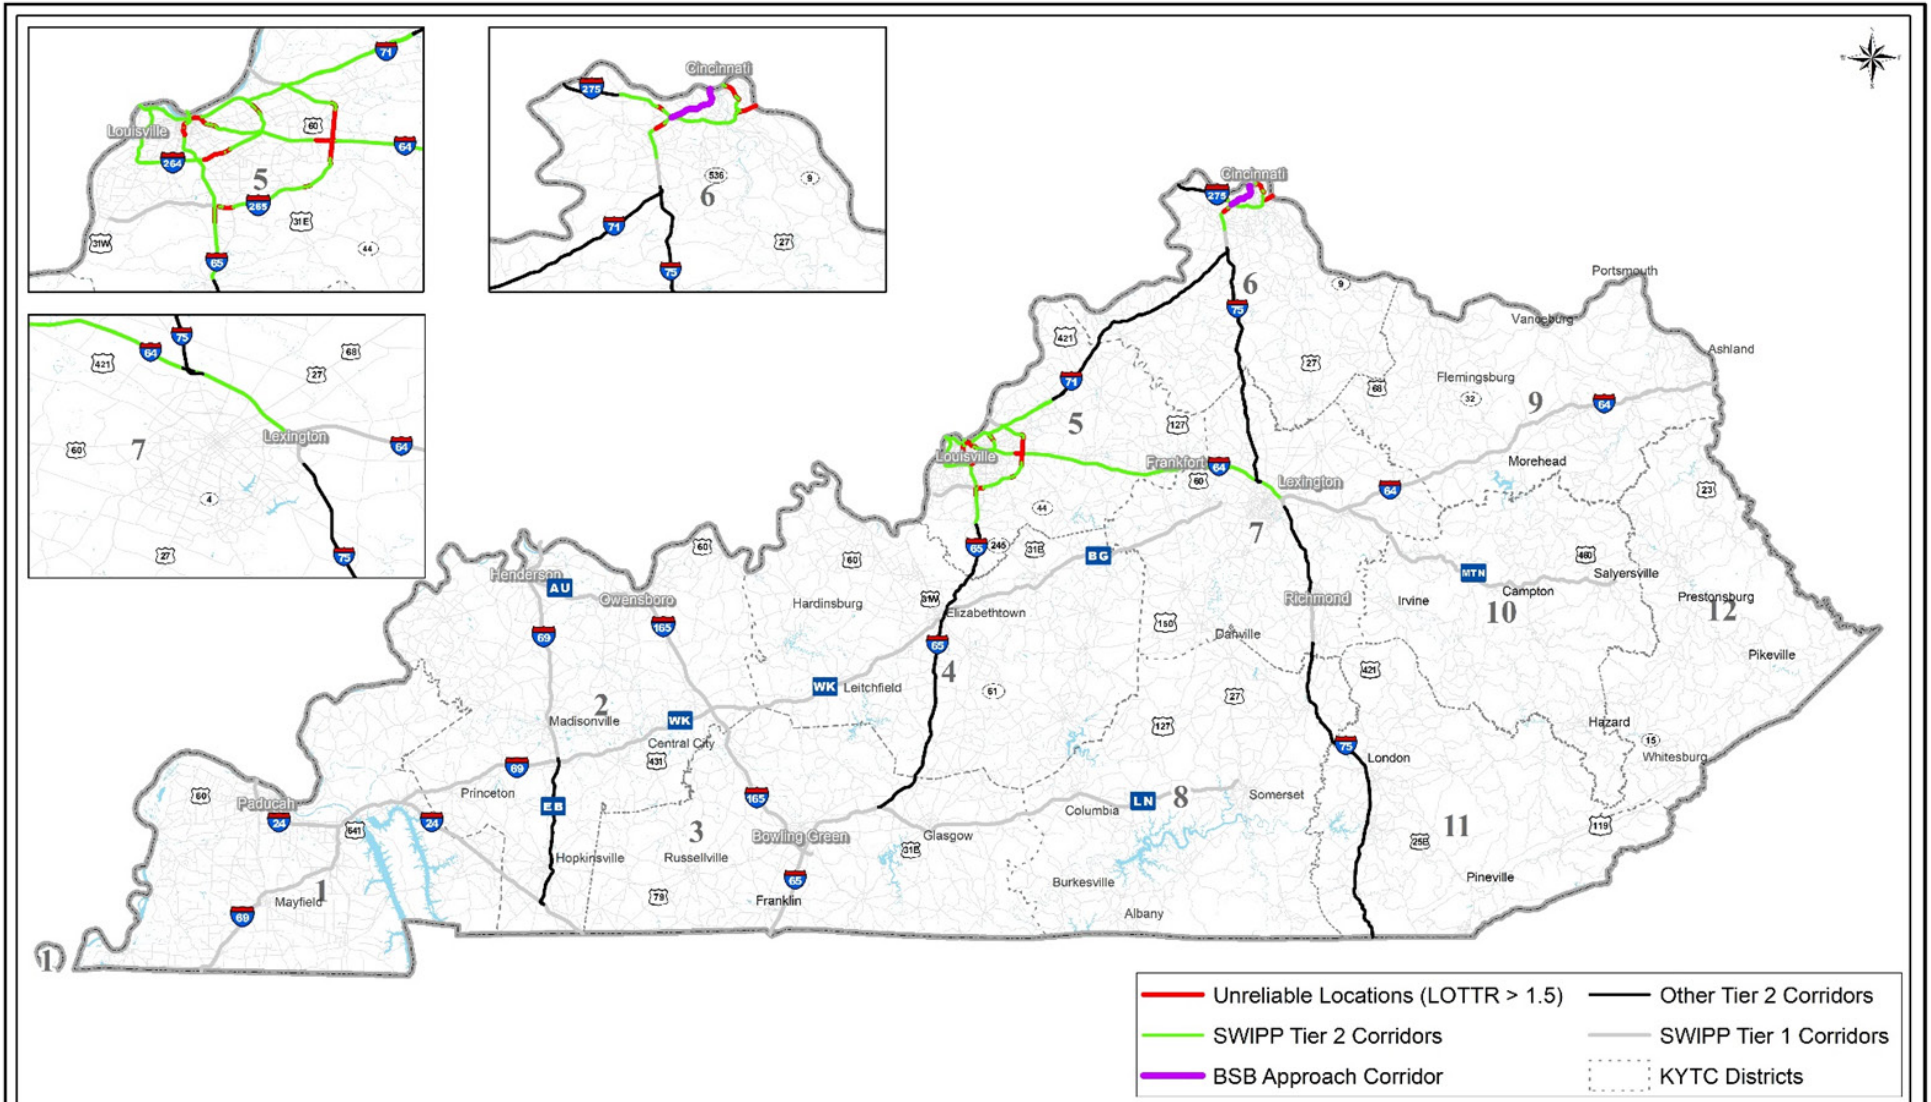 71
Louisville
60
64
264
5
265
31E
31W
44
65
Cincinnati
275
536
9
6
71
27
75
75
64
68
421
27
Lexington
7
60
64
4
27
75
Cincinnati
275
Portsmouth
6
9
75
Vanceburg
421
Ashland
27
71
Flemingsburg
68
32
9
64
5
127
Louisville
Frankfort
64
Morehead
60
Lexington
64
23
44
7
65
245
31E
BG
60
60
460
Henderson
AU
MTN
Salyersville
Campton
Owensboro
Hardinsburg
31W
Elizabethtown
Richmond
Irvine
Prestonsburg
10
12
165
150
69
Danville
65
Pikeville
4
421
WK
Leitchfield
61
27
2
Madisonville
WK
127
Hazard
Central City
15
75
431
London
Whitesburg
69
Princeton
60
Paducah
EB
165
LN
8
Somerset
Columbia
24
641
24
3
Bowling Green
Glasgow
11
119
31E
25E
Hopkinsville
Russellville
65
Burkesville
Pineville
1
Mayfield
79
Franklin
69
Albany
1
Unreliable Locations (LOTTR > 1.5)
Other Tier 2 Corridors
SWIPP Tier 2 Corridors
SWIPP Tier 1 Corridors
BSB Approach Corridor
KYTC Districts